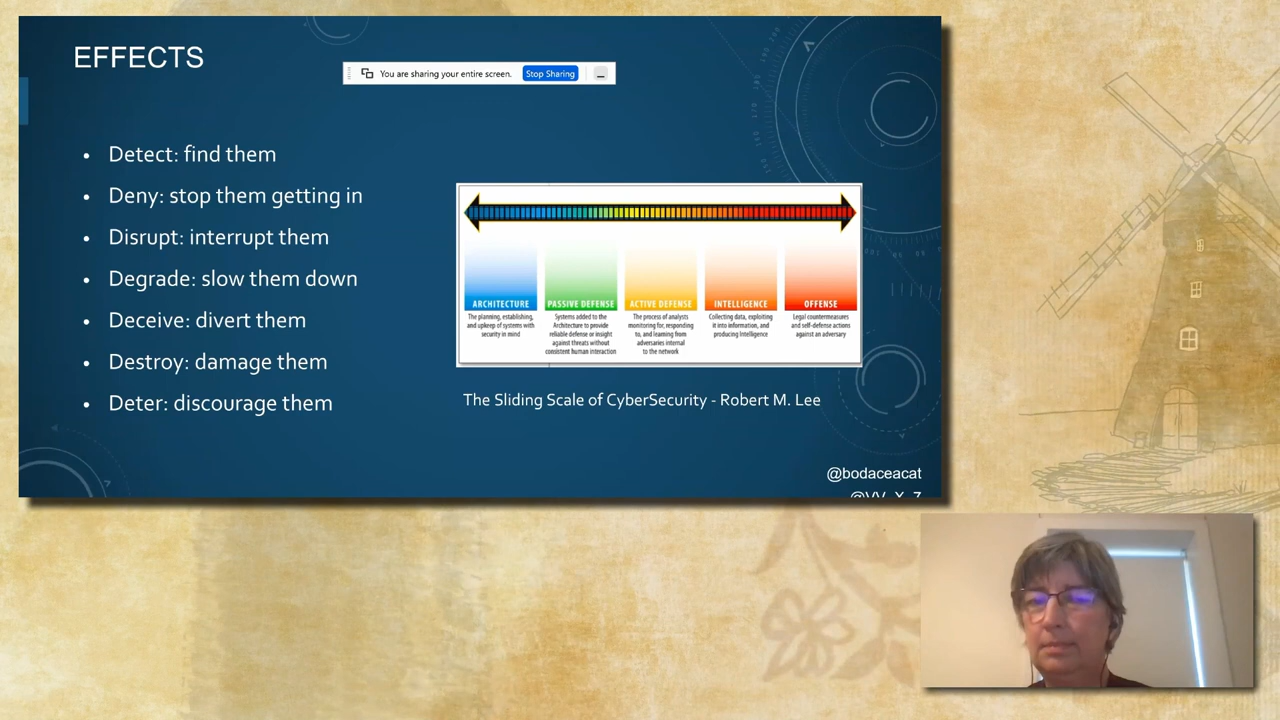 EFFECTS
You are sharing your entire screen. Stop Sharing
Detect: find them
Deny: stop them getting in
Disrupt: interrupt them
Degrade: slow them down
Deceive: divert them
Destroy: damage them
Deter: discourage them
ARCHITECTURE
The planning, establishing,
and upkeep of systems with
security in mind
PASSIVE DEFENSE
Systems added to the
Architecture to provide
reliable defense or insight
against threats without
consistent human interaction
ACTIVE DEFENSE
The process of analysts
monitoring for, responding
to, and learning from
adversaries internal
to the network
INTELLIGENCE
Collecting data, exploiting
it into information, and
producing Intelligence
OFFENSE
Legal countermeasures
and self-defense actions
against an adversary
The Sliding Scale of CyberSecurity - Robert M. Lee
@bodaceacat